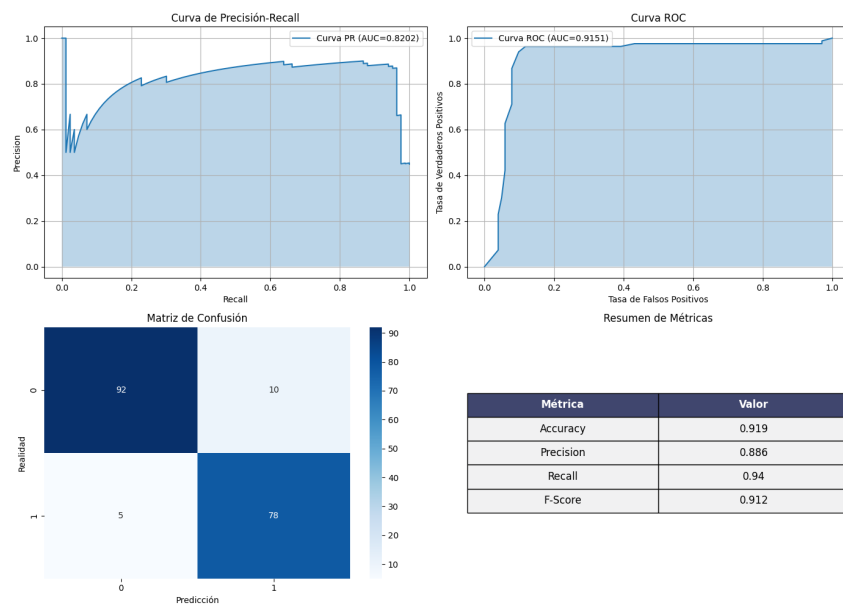 Curva de Precisión-Recall
Curva PR (AUC=0.8202)
1.0
0.8
0.6
0.4
0.2
0.0
Precision
0.0 0.2 0.4 0.6 0.8 1.0
Recall
Curva ROC
Curva ROC (AUC=0.9151)
1.0
0.8
0.6
0.4
0.2
0.0
Tasa de Verdaderos Positivos
0.0 0.2 0.4 0.6 0.8 1.0
Tasa de Falsos Positivos
Matriz de Confusión
Realidad
0 92 10
1 5 78
0 1
Predicción
90
80
70
60
50
40
30
20
10
Resumen de Métricas
Métrica Valor
Accuracy 0.919
Precision 0.886
Recall 0.94
F-Score 0.912